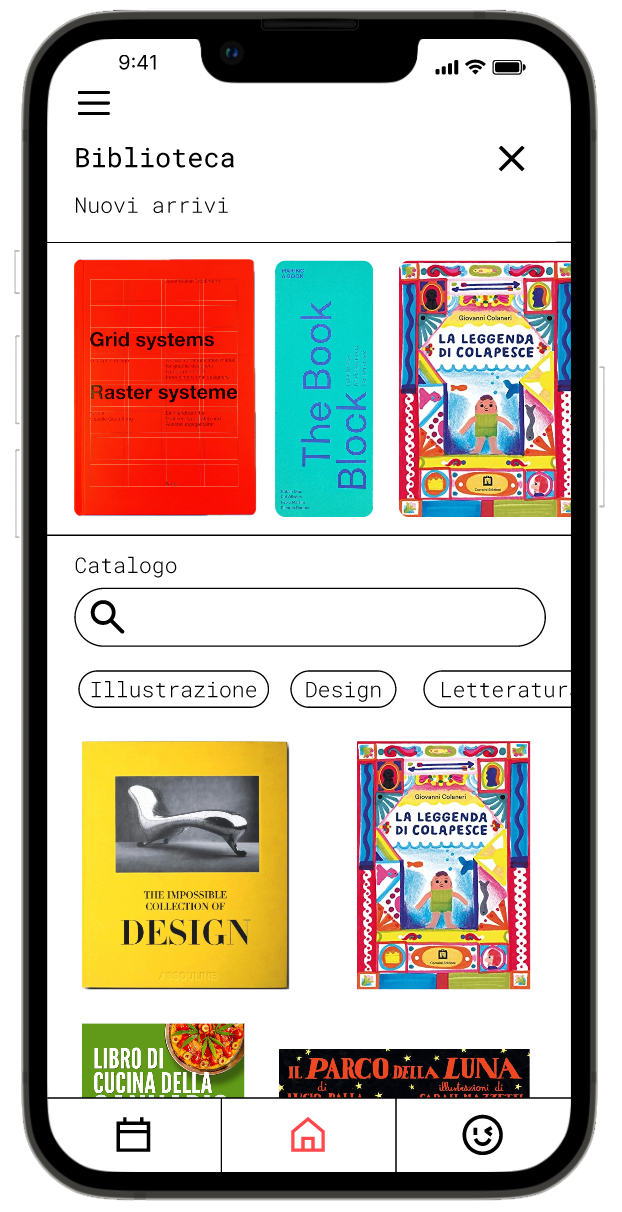 9:41
Biblioteca
Nuovi arrivi
Grid systems
Raster systeme
MAKING
A BOOK
The Book
Block
Giovanni Colaneri
LA LEGGENDA
DI COLAPESCE
Catalogo
Illustrazione
Design
Letteratur
THE IMPOSSIBLE
COLLECTION OF
DESIGN
ASSOULINE
Giovanni Colaneri
LA LEGGENDA
DI COLAPESCE
LIBRO DI
CUCINA DELLA
IL PARCO DELLA LUNA
di
illustrazioni di